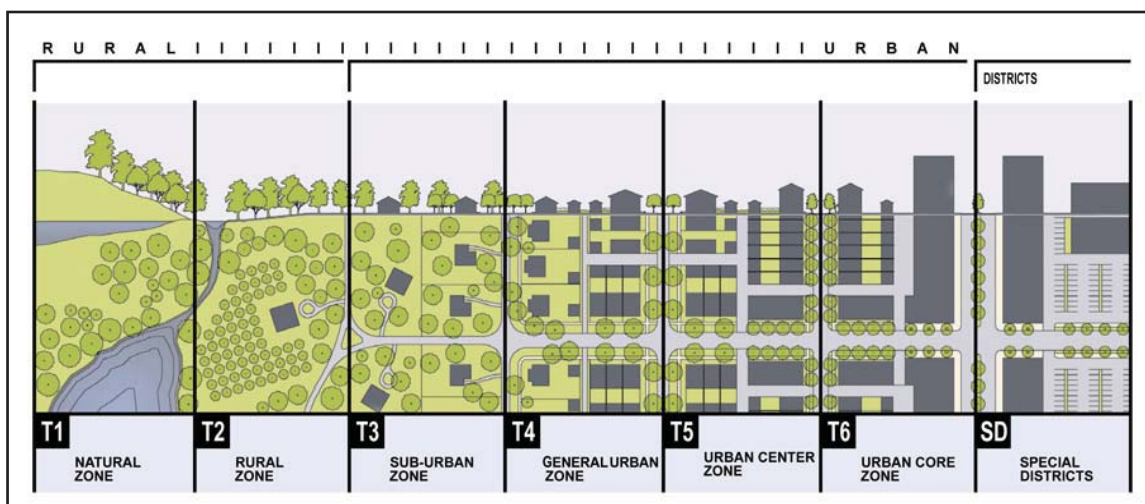 R U R A L I I I I I I I I I I I I I I I I I I I I I I I I I I I I I U R B A N
DISTRICTS
T1
NATURAL
ZONE
T2
RURAL
ZONE
T3
SUB-URBAN
ZONE
T4
GENERAL URBAN
ZONE
T5
URBAN CENTER
ZONE
T6
URBAN CORE
ZONE
SD
SPECIAL
DISTRICTS